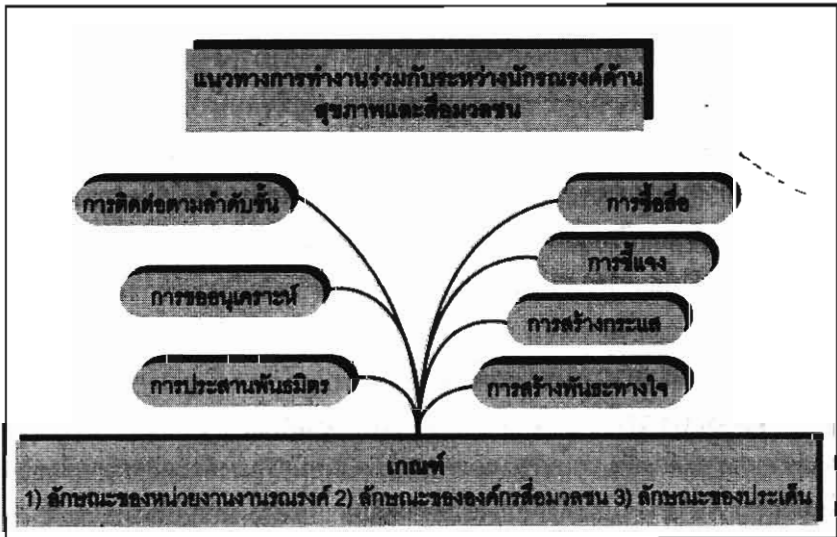 แนวทางการทำงานร่วมกับระหว่างนักรณรงค์ด้าน
สุขภาพและสื่อมวลชน
การติดต่อตามลำดับชั้น
การขออนุเคราะห์
การประสานพันธมิตร
การซื้อสื่อ
การชี้แจง
การสร้างกระแส
การสร้างพันธะทางใจ
เกณฑ์
1) ลักษณะของหน่วยงานงานรณรงค์ 2) ลักษณะขององค์กรสื่อมวลชน 3) ลักษณะของประเด็น